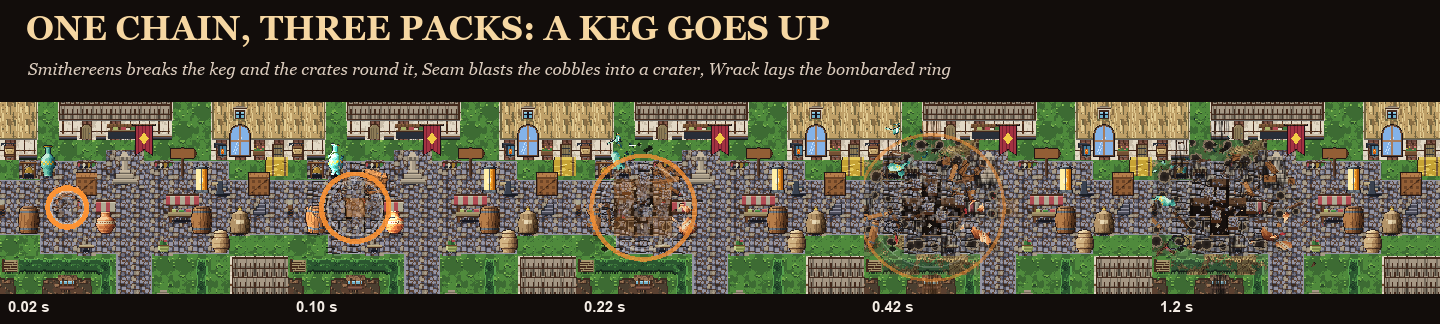 ONE CHAIN, THREE PACKS: A KEG GOES UP
Smithereens breaks the keg and the crates round it, Seam blasts the cobbles into a crater, Wrack lays the bombarded ring
0.02 s
0.10 s
0.22 s
0.42 s
1.2 s